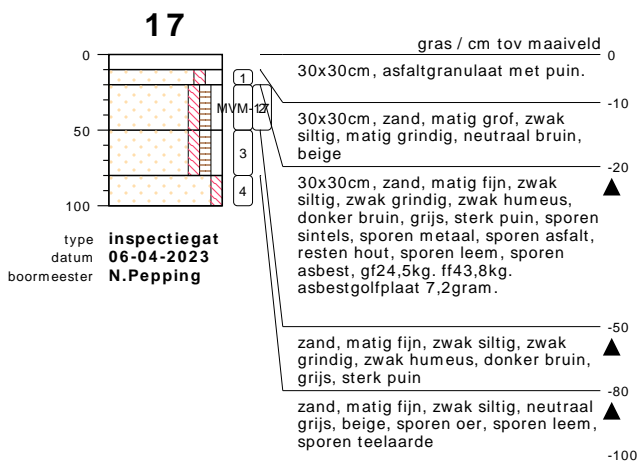 17
gras / cm tov maaiveld
0
0
30x30cm, asfaltgranulaat met puin.
1
-10
30x30cm, zand, matig grof, zwak
siltig, matig grindig, neutraal bruin,
beige
-20
30x30cm, zand, matig fijn, zwak
siltig, zwak grindig, zwak humeus,
donker bruin, grijs, sterk puin, sporen
sintels, sporen metaal, sporen asfalt,
resten hout, sporen leem, sporen
asbest, gf24,5kg. ff43,8kg.
asbestgolfplaat 7,2gram.
50
3
4
100
type inspectiegat
datum 06-04-2023
boormeester N.Pepping
-50
zand, matig fijn, zwak siltig, zwak
grindig, zwak humeus, donker bruin,
grijs, sterk puin
-80
zand, matig fijn, zwak siltig, neutraal
grijs, beige, sporen oer, sporen leem,
sporen teelaarde
-100